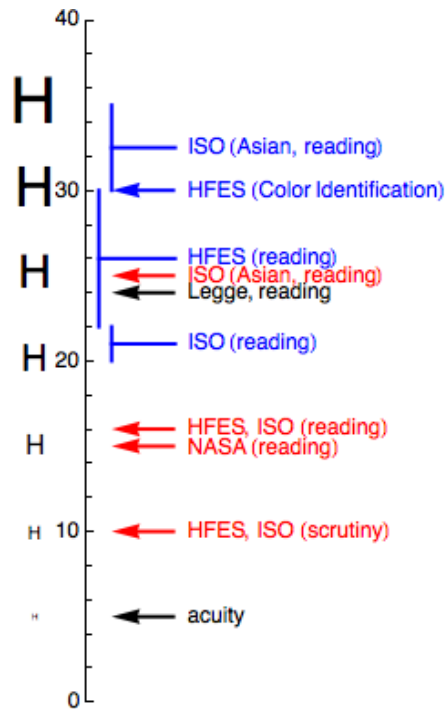 40
H
ISO (Asian, reading)
H
30
HFES (Color Identification)
HFES (reading)
H
ISO (Asian, reading)
Legge, reading
ISO (reading)
H
20
HFES, ISO (reading)
H
NASA (reading)
H
10
HFES, ISO (scrutiny)
H
acuity
0